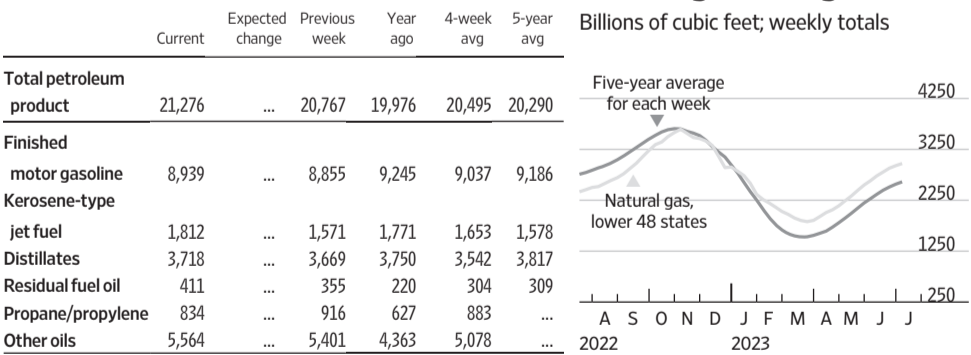 Expected Previous Year 4-week 5-year
Current change week ago avg avg
Total petroleum
product 21,276 ... 20,767 19,976 20,495 20,290
Finished
motor gasoline 8,939 ... 8,855 9,245 9,037 9,186
Kerosene-type
jet fuel 1,812 ... 1,571 1,771 1,653 1,578
Distillates 3,718 ... 3,669 3,750 3,542 3,817
Residual fuel oil 411 ... 355 220 304 309
Propane/propylene 834 ... 916 627 883 ...
Other oils 5,564 ... 5,401 4,363 5,078 ...
Billions of cubic feet; weekly totals
Five-year average
for each week
Natural gas,
lower 48 states
4250
3250
2250
1250
250
A S O N D J F M A M J J
2022 2023